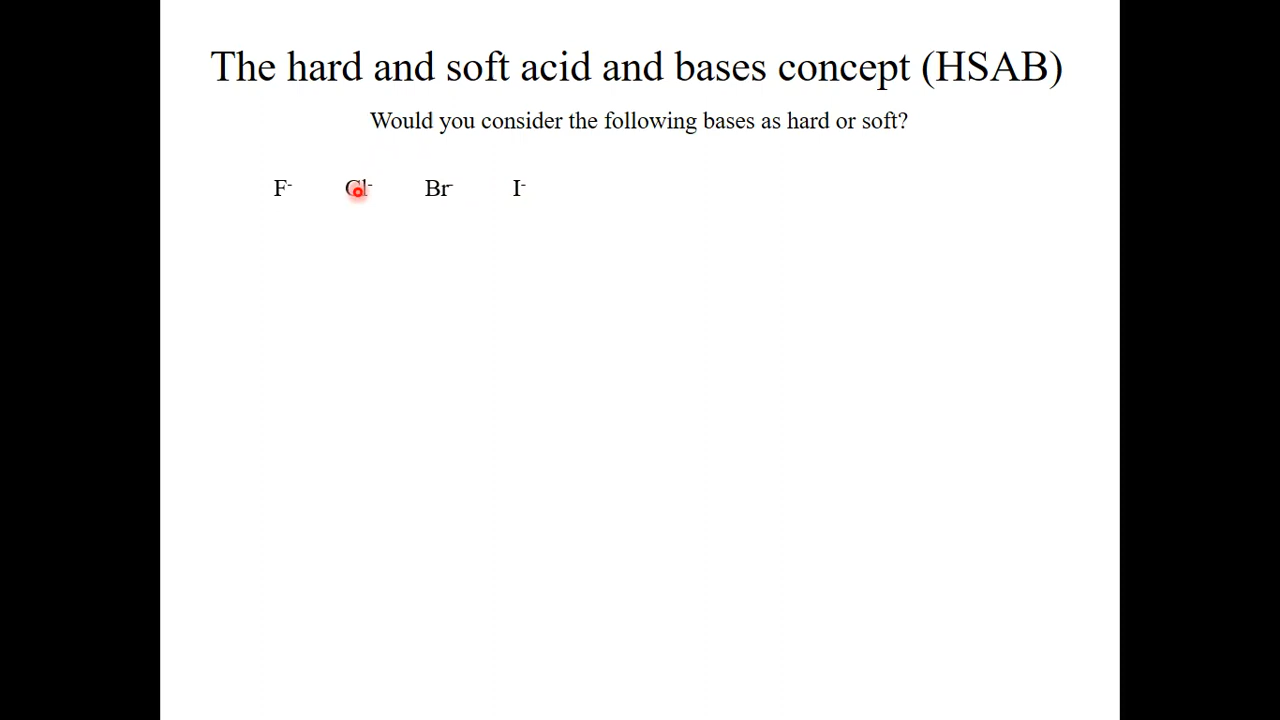 The hard and soft acid and bases concept (HSAB)
Would you consider the following bases as hard or soft?
F⁻ Cl⁻ Br⁻ I⁻